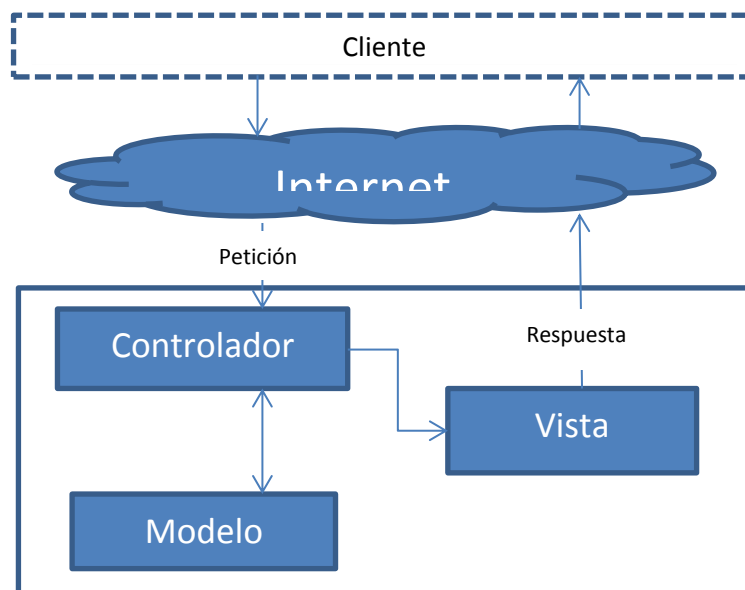 Cliente
Internet
Petición
Controlador
Respuesta
Vista
Modelo